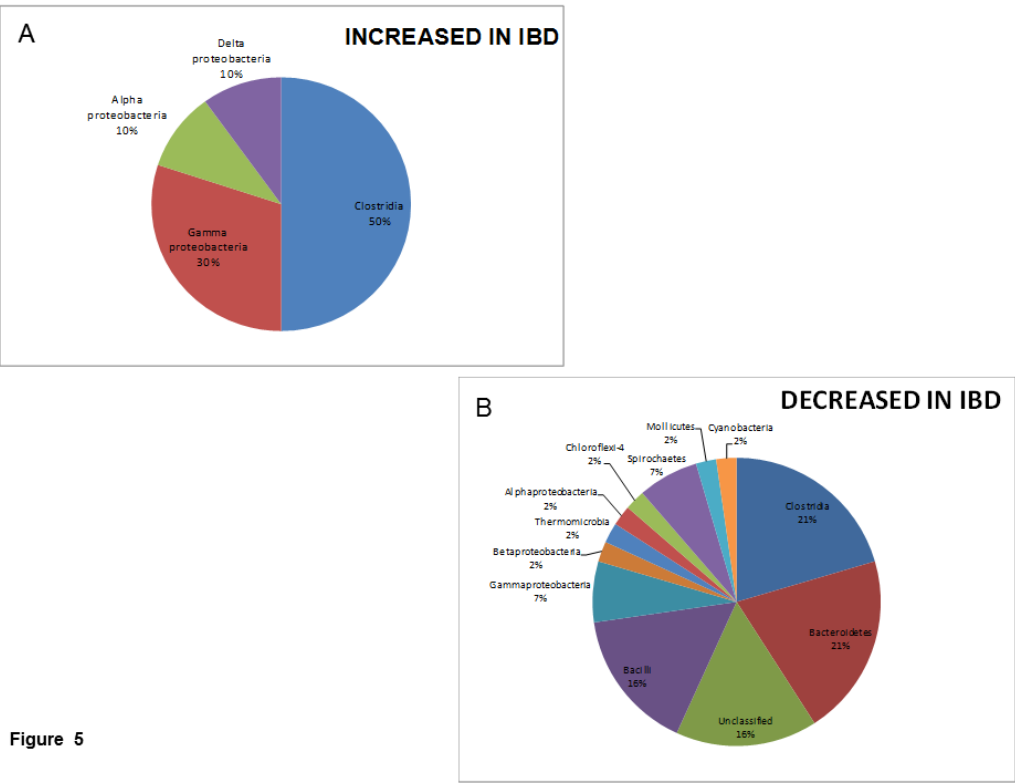 A
INCREASED IN IBD
Delta
proteobacteria
10%
Alpha
proteobacteria
10%
Clostridia
50%
Gamma
proteobacteria
30%
B
DECREASED IN IBD
Mollicutes
2%
Cyanobacteria
2%
Chloroflexi-4
2%
Spirochaetes
7%
Alphaproteobacteria
2%
Thermomicrobia
2%
Betaproteobacteria
2%
Gammaproteobacteria
7%
Clostridia
21%
Bacteroidetes
21%
Bacilli
16%
Unclassified
16%
Figure 5